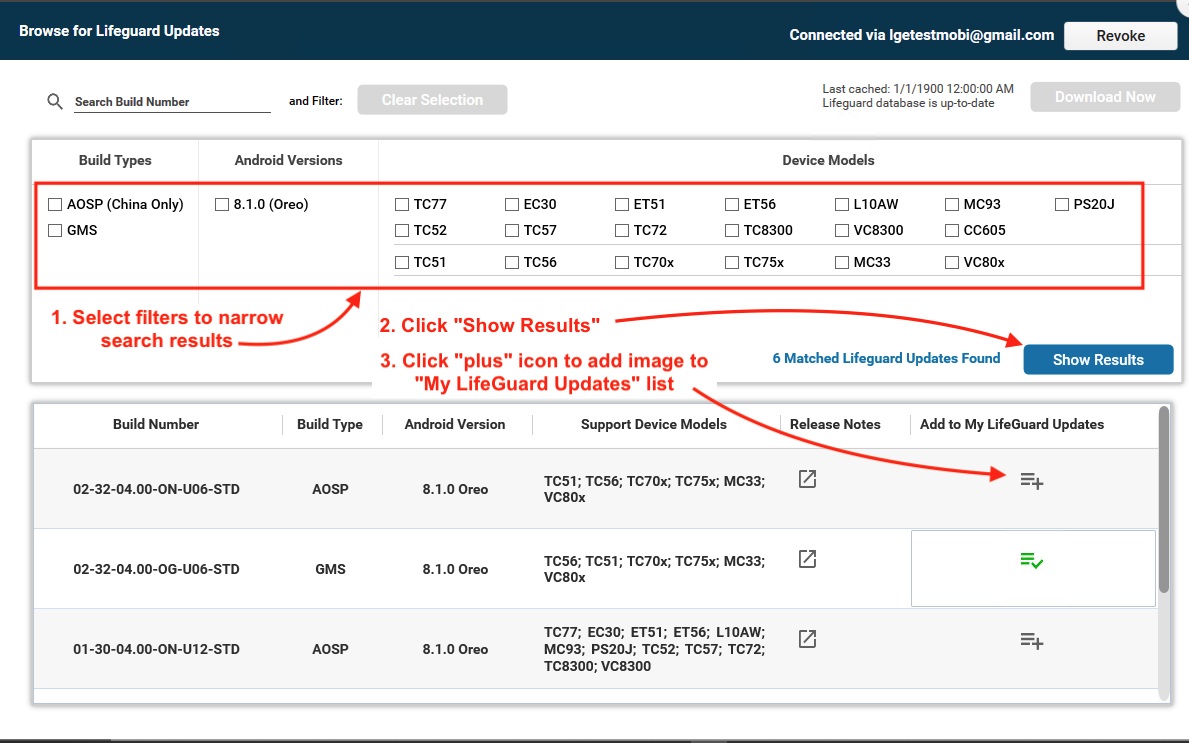 Browse for Lifeguard Updates
Connected via lgetestmobi@gmail.com
Revoke
Search Build Number
and Filter:
Clear Selection
Last cached: 1/1/1900 12:00:00 AM
Lifeguard database is up-to-date
Download Now
Build Types Android Versions Device Models
AOSP (China Only) 8.1.0 (Oreo) TC77 EC30 ET51 ET56 L10AW MC93 PS20J
GMS TC52 TC57 TC72 TC8300 VC8300 CC605
TC51 TC56 TC70x TC75x MC33 VC80x
1. Select filters to narrow
search results
2. Click "Show Results"
3. Click "plus" icon to add image to
"My LifeGuard Updates" list
6 Matched Lifeguard Updates Found
Show Results
Build Number Build Type Android Version Support Device Models Release Notes Add to My LifeGuard Updates
02-32-04.00-ON-U06-STD AOSP 8.1.0 Oreo TC51; TC56; TC70x; TC75x; MC33;
VC80x
02-32-04.00-OG-U06-STD GMS 8.1.0 Oreo TC56; TC51; TC70x; TC75x; MC33;
VC80x
01-30-04.00-ON-U12-STD AOSP 8.1.0 Oreo TC77; EC30; ET51; ET56; L10AW;
MC93; PS20J; TC52; TC57; TC72;
TC8300; VC8300